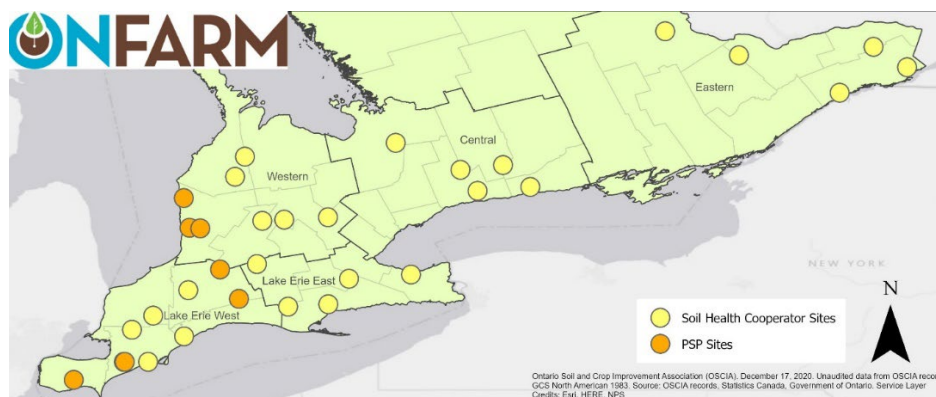 ONFARM
Eastern
Central
Western
NEW YORK
Lake Erie East
Lake Erie West
N
Soil Health Cooperator Sites
PSP Sites
Ontario Soil and Crop Improvement Association (OSCIA). December 17, 2020. Unaudited data from OSCIA recor
GCS North American 1983. Source: OSCIA records, Statistics Canada, Government of Ontario. Service Layer
Credits: Esri, HERE, NPS